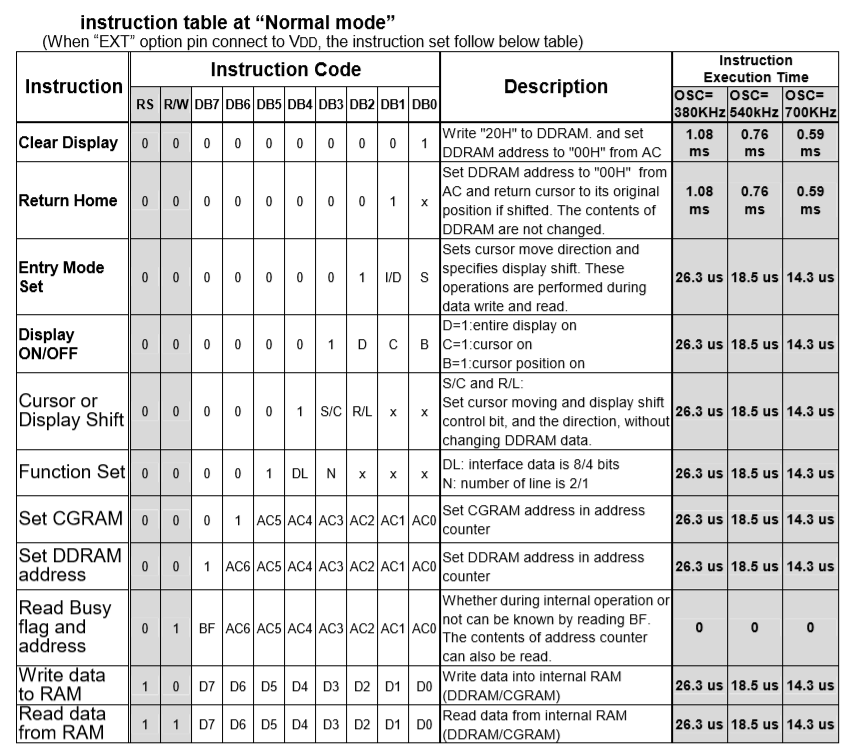 instruction table at “Normal mode”
(When “EXT” option pin connect to VDD, the instruction set follow below table)
Instruction
Instruction Code
Description
Instruction
Execution Time
RS R/W DB7 DB6 DB5 DB4 DB3 DB2 DB1 DB0
OSC= OSC= OSC=
380KHz 540kHz 700KHz
Clear Display 0 0 0 0 0 0 0 0 0 1
Write "20H" to DDRAM. and set
DDRAM address to "00H" from AC
1.08 0.76 0.59
ms ms ms
Return Home 0 0 0 0 0 0 0 0 1 x
Set DDRAM address to "00H" from
AC and return cursor to its original
position if shifted. The contents of
DDRAM are not changed.
1.08 0.76 0.59
ms ms ms
Entry Mode
Set
0 0 0 0 0 0 0 1 I/D S
Sets cursor move direction and
specifies display shift. These
operations are performed during
data write and read.
26.3 us 18.5 us 14.3 us
Display
ON/OFF
0 0 0 0 0 0 1 D C B
D=1:entire display on
C=1:cursor on
B=1:cursor position on
26.3 us 18.5 us 14.3 us
Cursor or
Display Shift
0 0 0 0 0 1 S/C R/L x x
S/C and R/L:
Set cursor moving and display shift
control bit, and the direction, without
changing DDRAM data.
26.3 us 18.5 us 14.3 us
Function Set 0 0 0 0 1 DL N x x x
DL: interface data is 8/4 bits
N: number of line is 2/1
26.3 us 18.5 us 14.3 us
Set CGRAM 0 0 0 1 AC5 AC4 AC3 AC2 AC1 AC0
Set CGRAM address in address
counter
26.3 us 18.5 us 14.3 us
Set DDRAM
address
0 0 1 AC6 AC5 AC4 AC3 AC2 AC1 AC0
Set DDRAM address in address
counter
26.3 us 18.5 us 14.3 us
Read Busy
flag and
address
0 1 BF AC6 AC5 AC4 AC3 AC2 AC1 AC0
Whether during internal operation or
not can be known by reading BF.
The contents of address counter
can also be read.
0 0 0
Write data
to RAM
1 0 D7 D6 D5 D4 D3 D2 D1 D0
Write data into internal RAM
(DDRAM/CGRAM)
26.3 us 18.5 us 14.3 us
Read data
from RAM
1 1 D7 D6 D5 D4 D3 D2 D1 D0
Read data from internal RAM
(DDRAM/CGRAM)
26.3 us 18.5 us 14.3 us